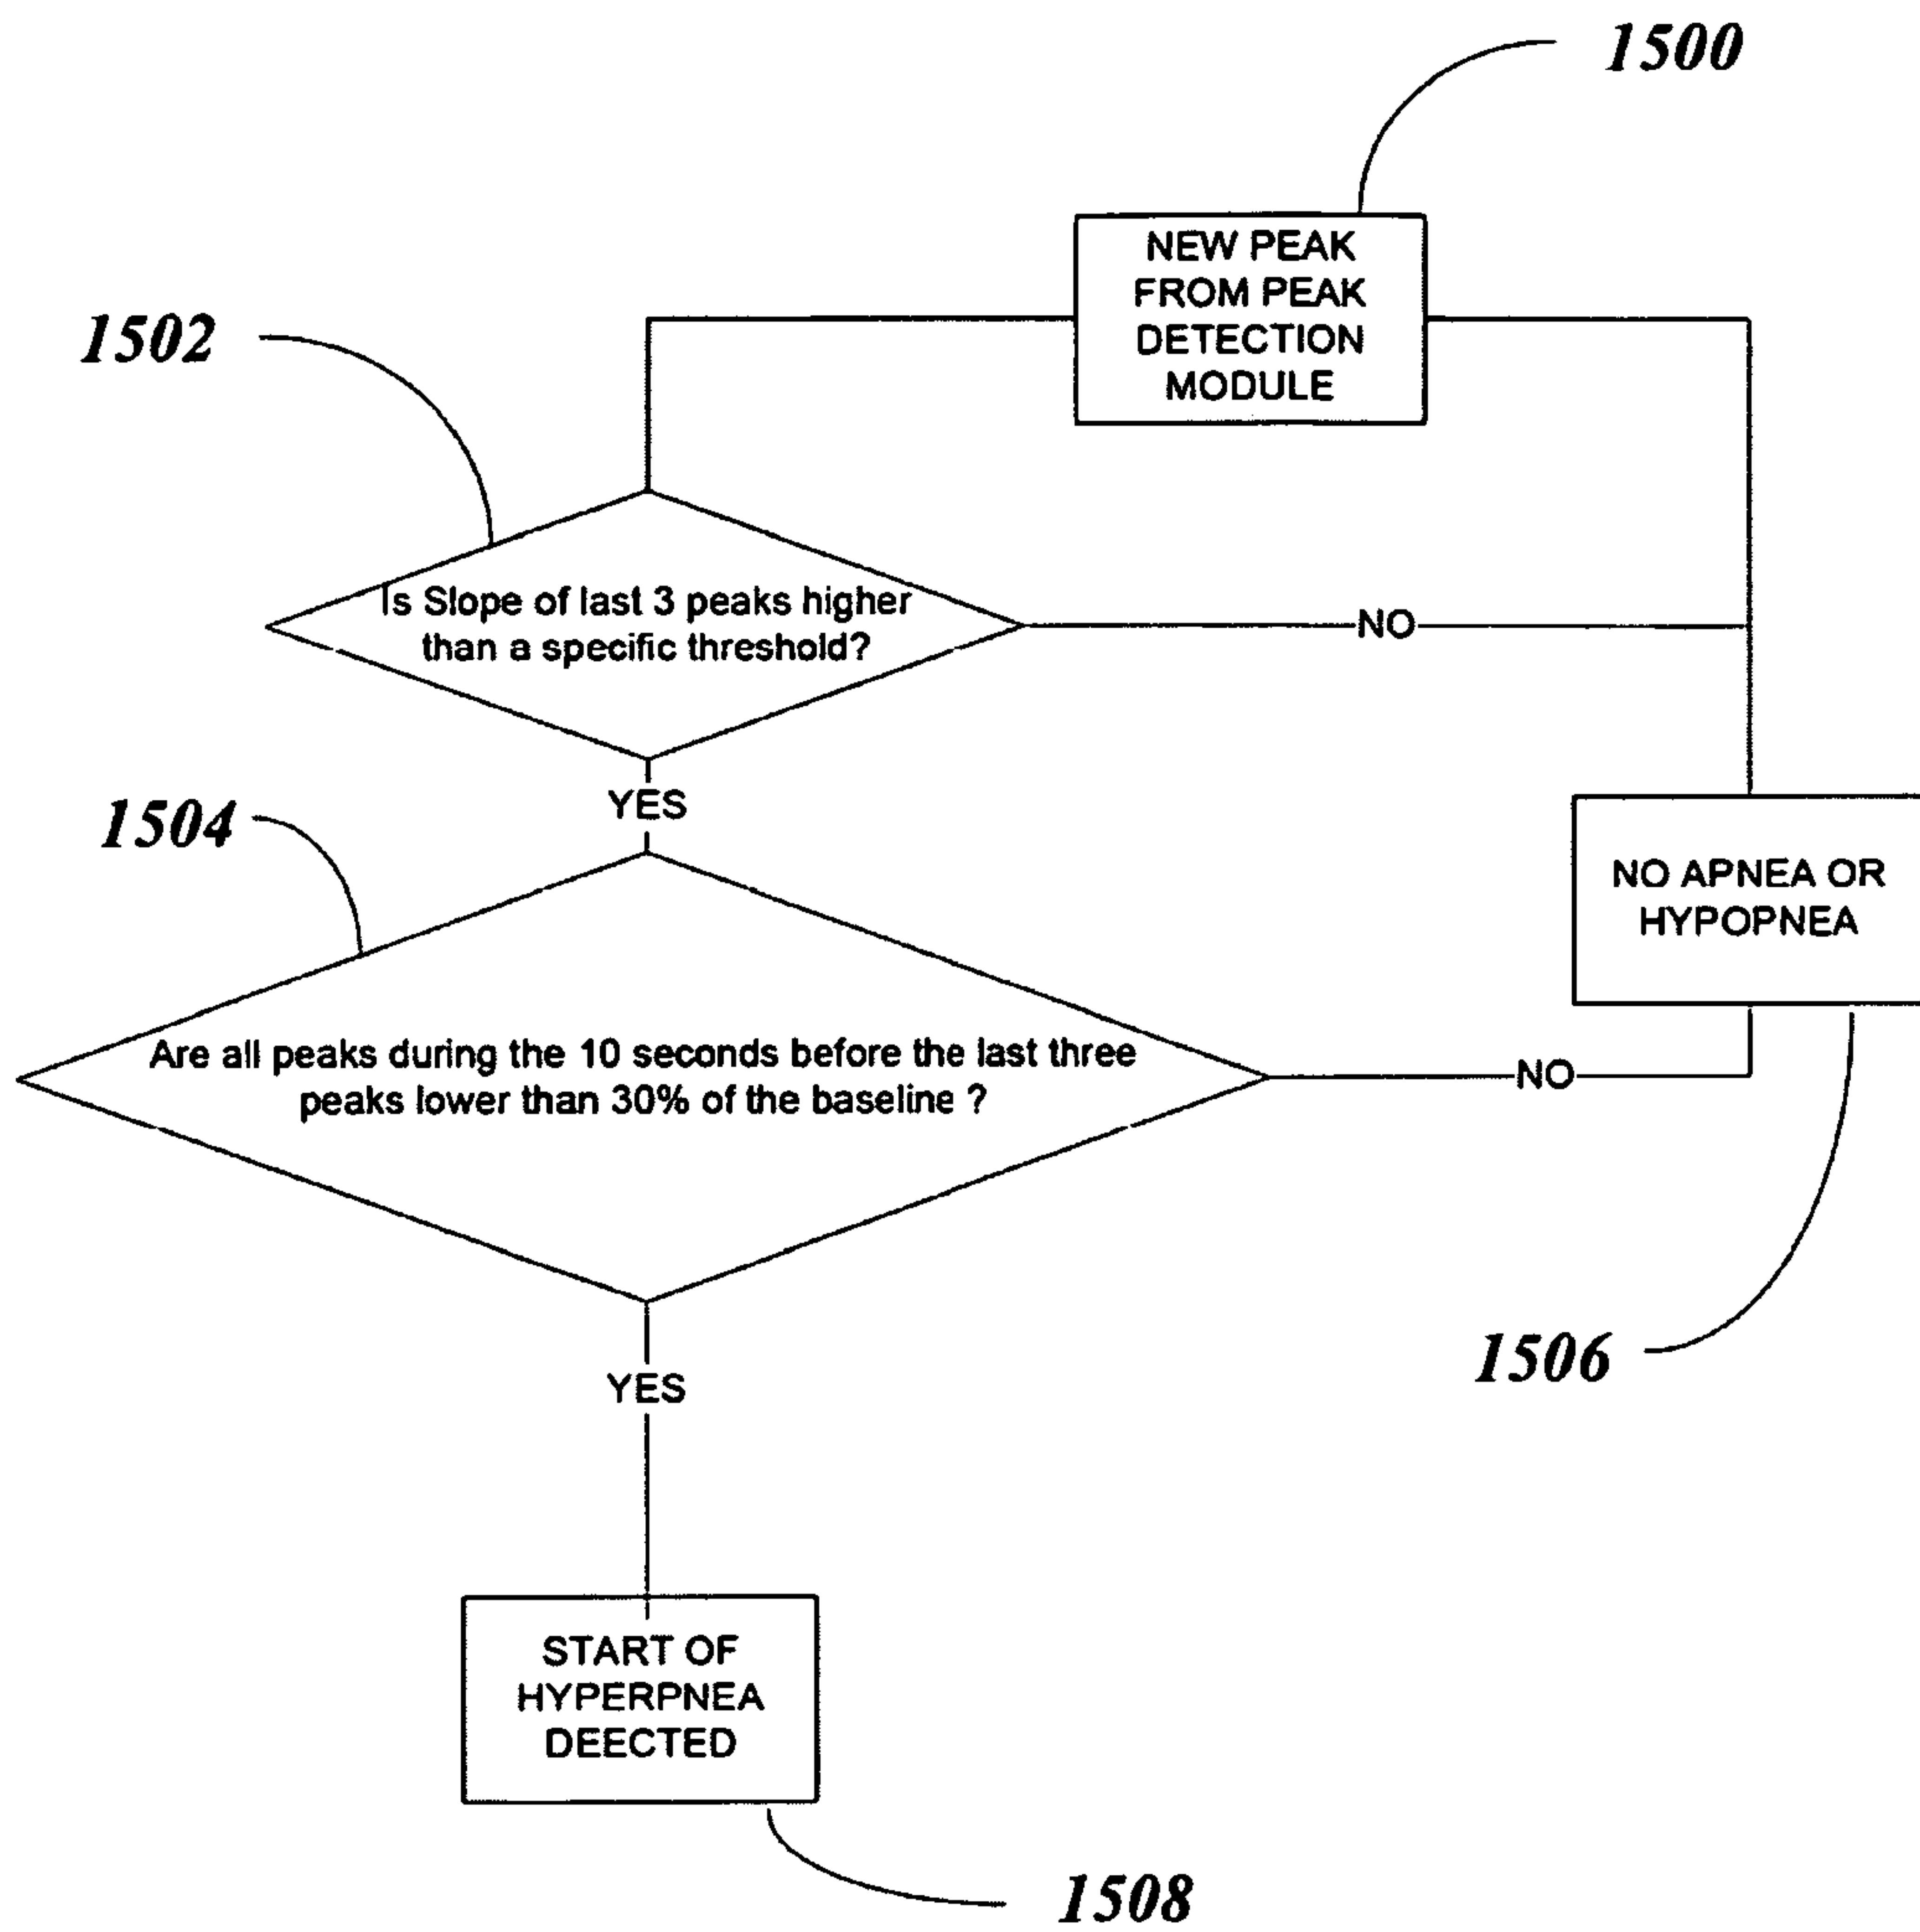 1500
NEW PEAK
FROM PEAK
DETECTION
MODULE
1502
Is Slope of last 3 peaks higher
than a specific threshold?
NO
YES
1504
NO APNEA OR
HYPOPNEA
Are all peaks during the 10 seconds before the last three
peaks lower than 30% of the baseline ?
NO
1506
YES
START OF
HYPERPNEA
DEECTED
1508